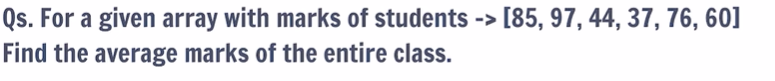 Qs. For a given array with marks of students -> [85, 97, 44, 37, 76, 60]
Find the average marks of the entire class.